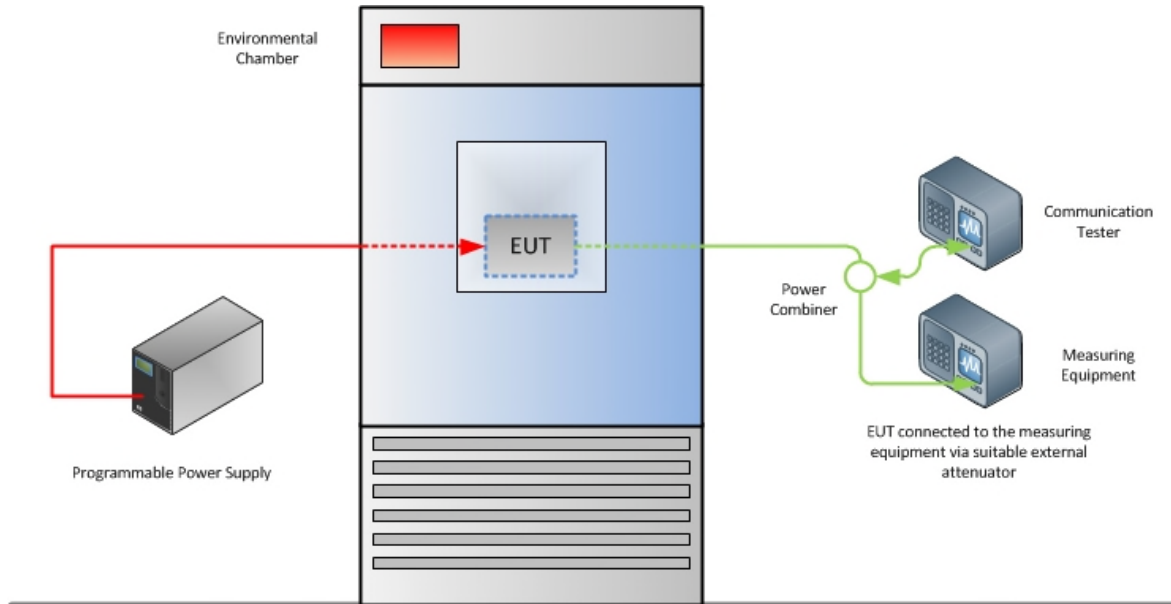 Environmental
Chamber
EUT
Communication
Tester
Power
Combiner
Measuring
Equipment
EUT connected to the measuring
equipment via suitable external
attenuator
Programmable Power Supply